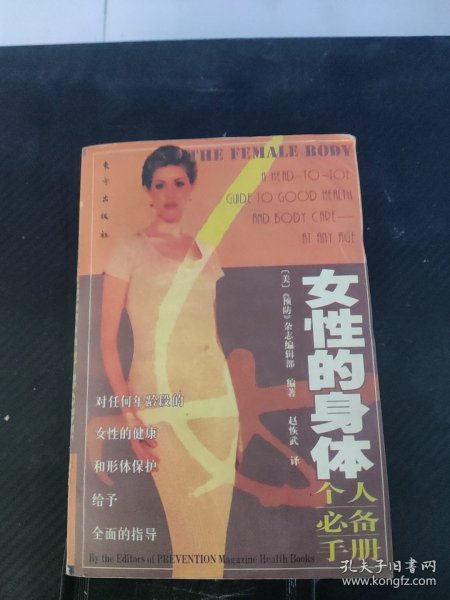 THE FEMALE BODY
A HEAD-TO-TOE
GUIDE TO GOOD HEALTH
AND BODY CARE—
AT ANY AGE
东方出版社
[美]《预防》杂志编辑部 编著
赵恢武 译
女性的身体
个人
必备
手册
对任何年龄段的
女性的健康
和形体保护
给予
全面的指导
By the Editors of PREVENTION Magazine Health Books
孔夫子旧书网
www.kongfz.com